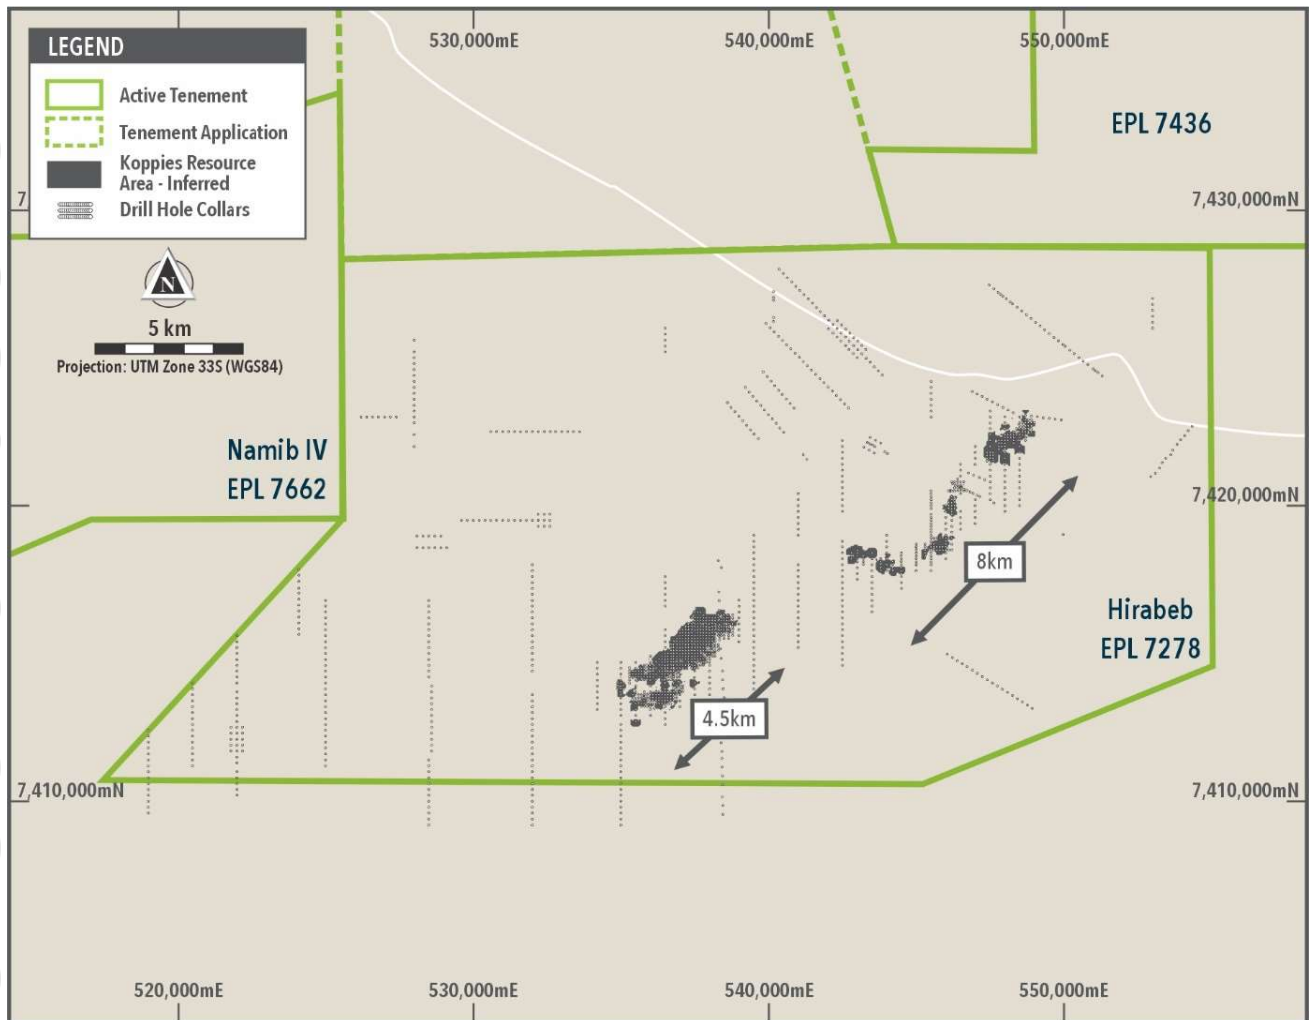 530,000mE
540,000mE
550,000mE
LEGEND
Active Tenement
Tenement Application
Koppies Resource
Area - Inferred
Drill Hole Collars
EPL 7436
7,430,000mN
N
5 km
Projection: UTM Zone 33S (WGS84)
Namib IV
EPL 7662
7,420,000mN
8km
Hirabeb
EPL 7278
4.5km
7,410,000mN
7,410,000mN
520,000mE
530,000mE
540,000mE
550,000mE